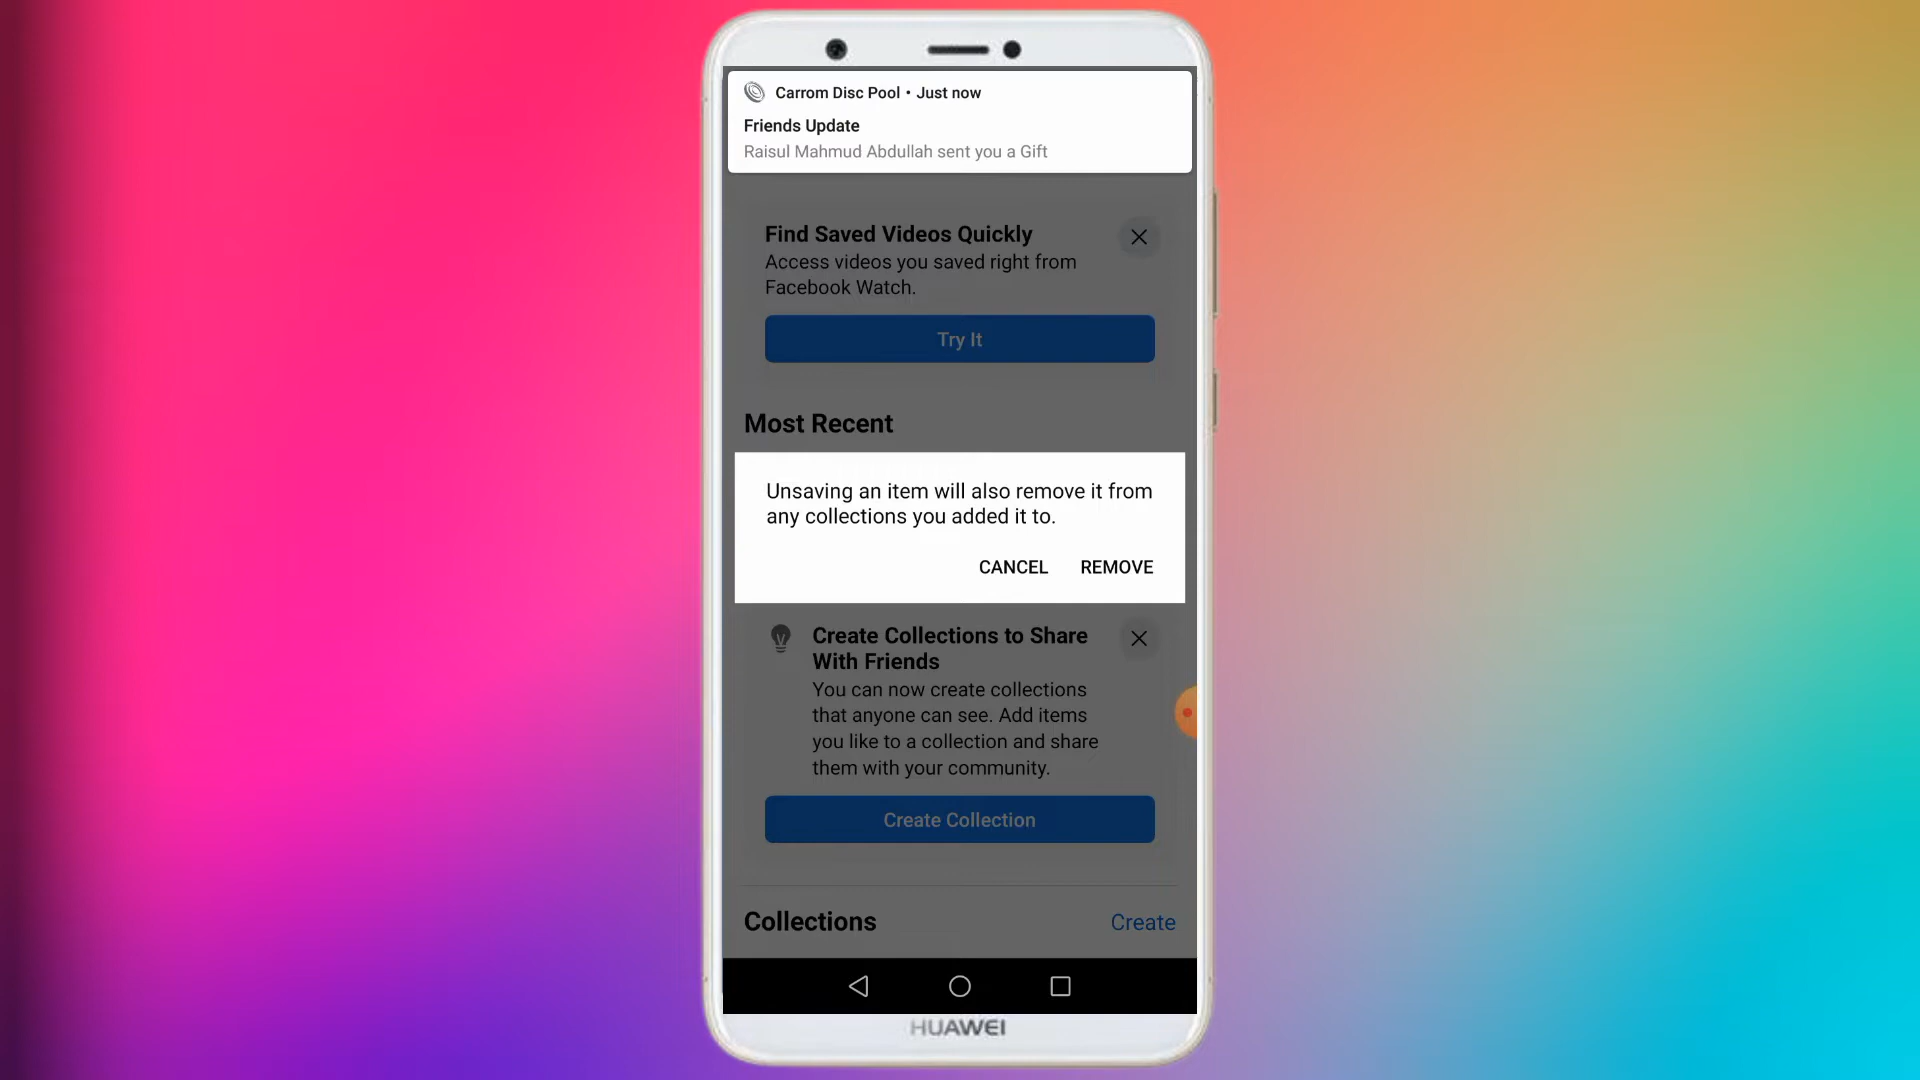 Carrom Disc Pool • Just now
Friends Update
Raisul Mahmud Abdullah sent you a Gift
Find Saved Videos Quickly
Access videos you saved right from
Facebook Watch.
Try It
Most Recent
Unsaving an item will also remove it from
any collections you added it to.
CANCEL REMOVE
Create Collections to Share
With Friends
You can now create collections
that anyone can see. Add items
you like to a collection and share
them with your community.
Create Collection
Collections Create
HUAWEI